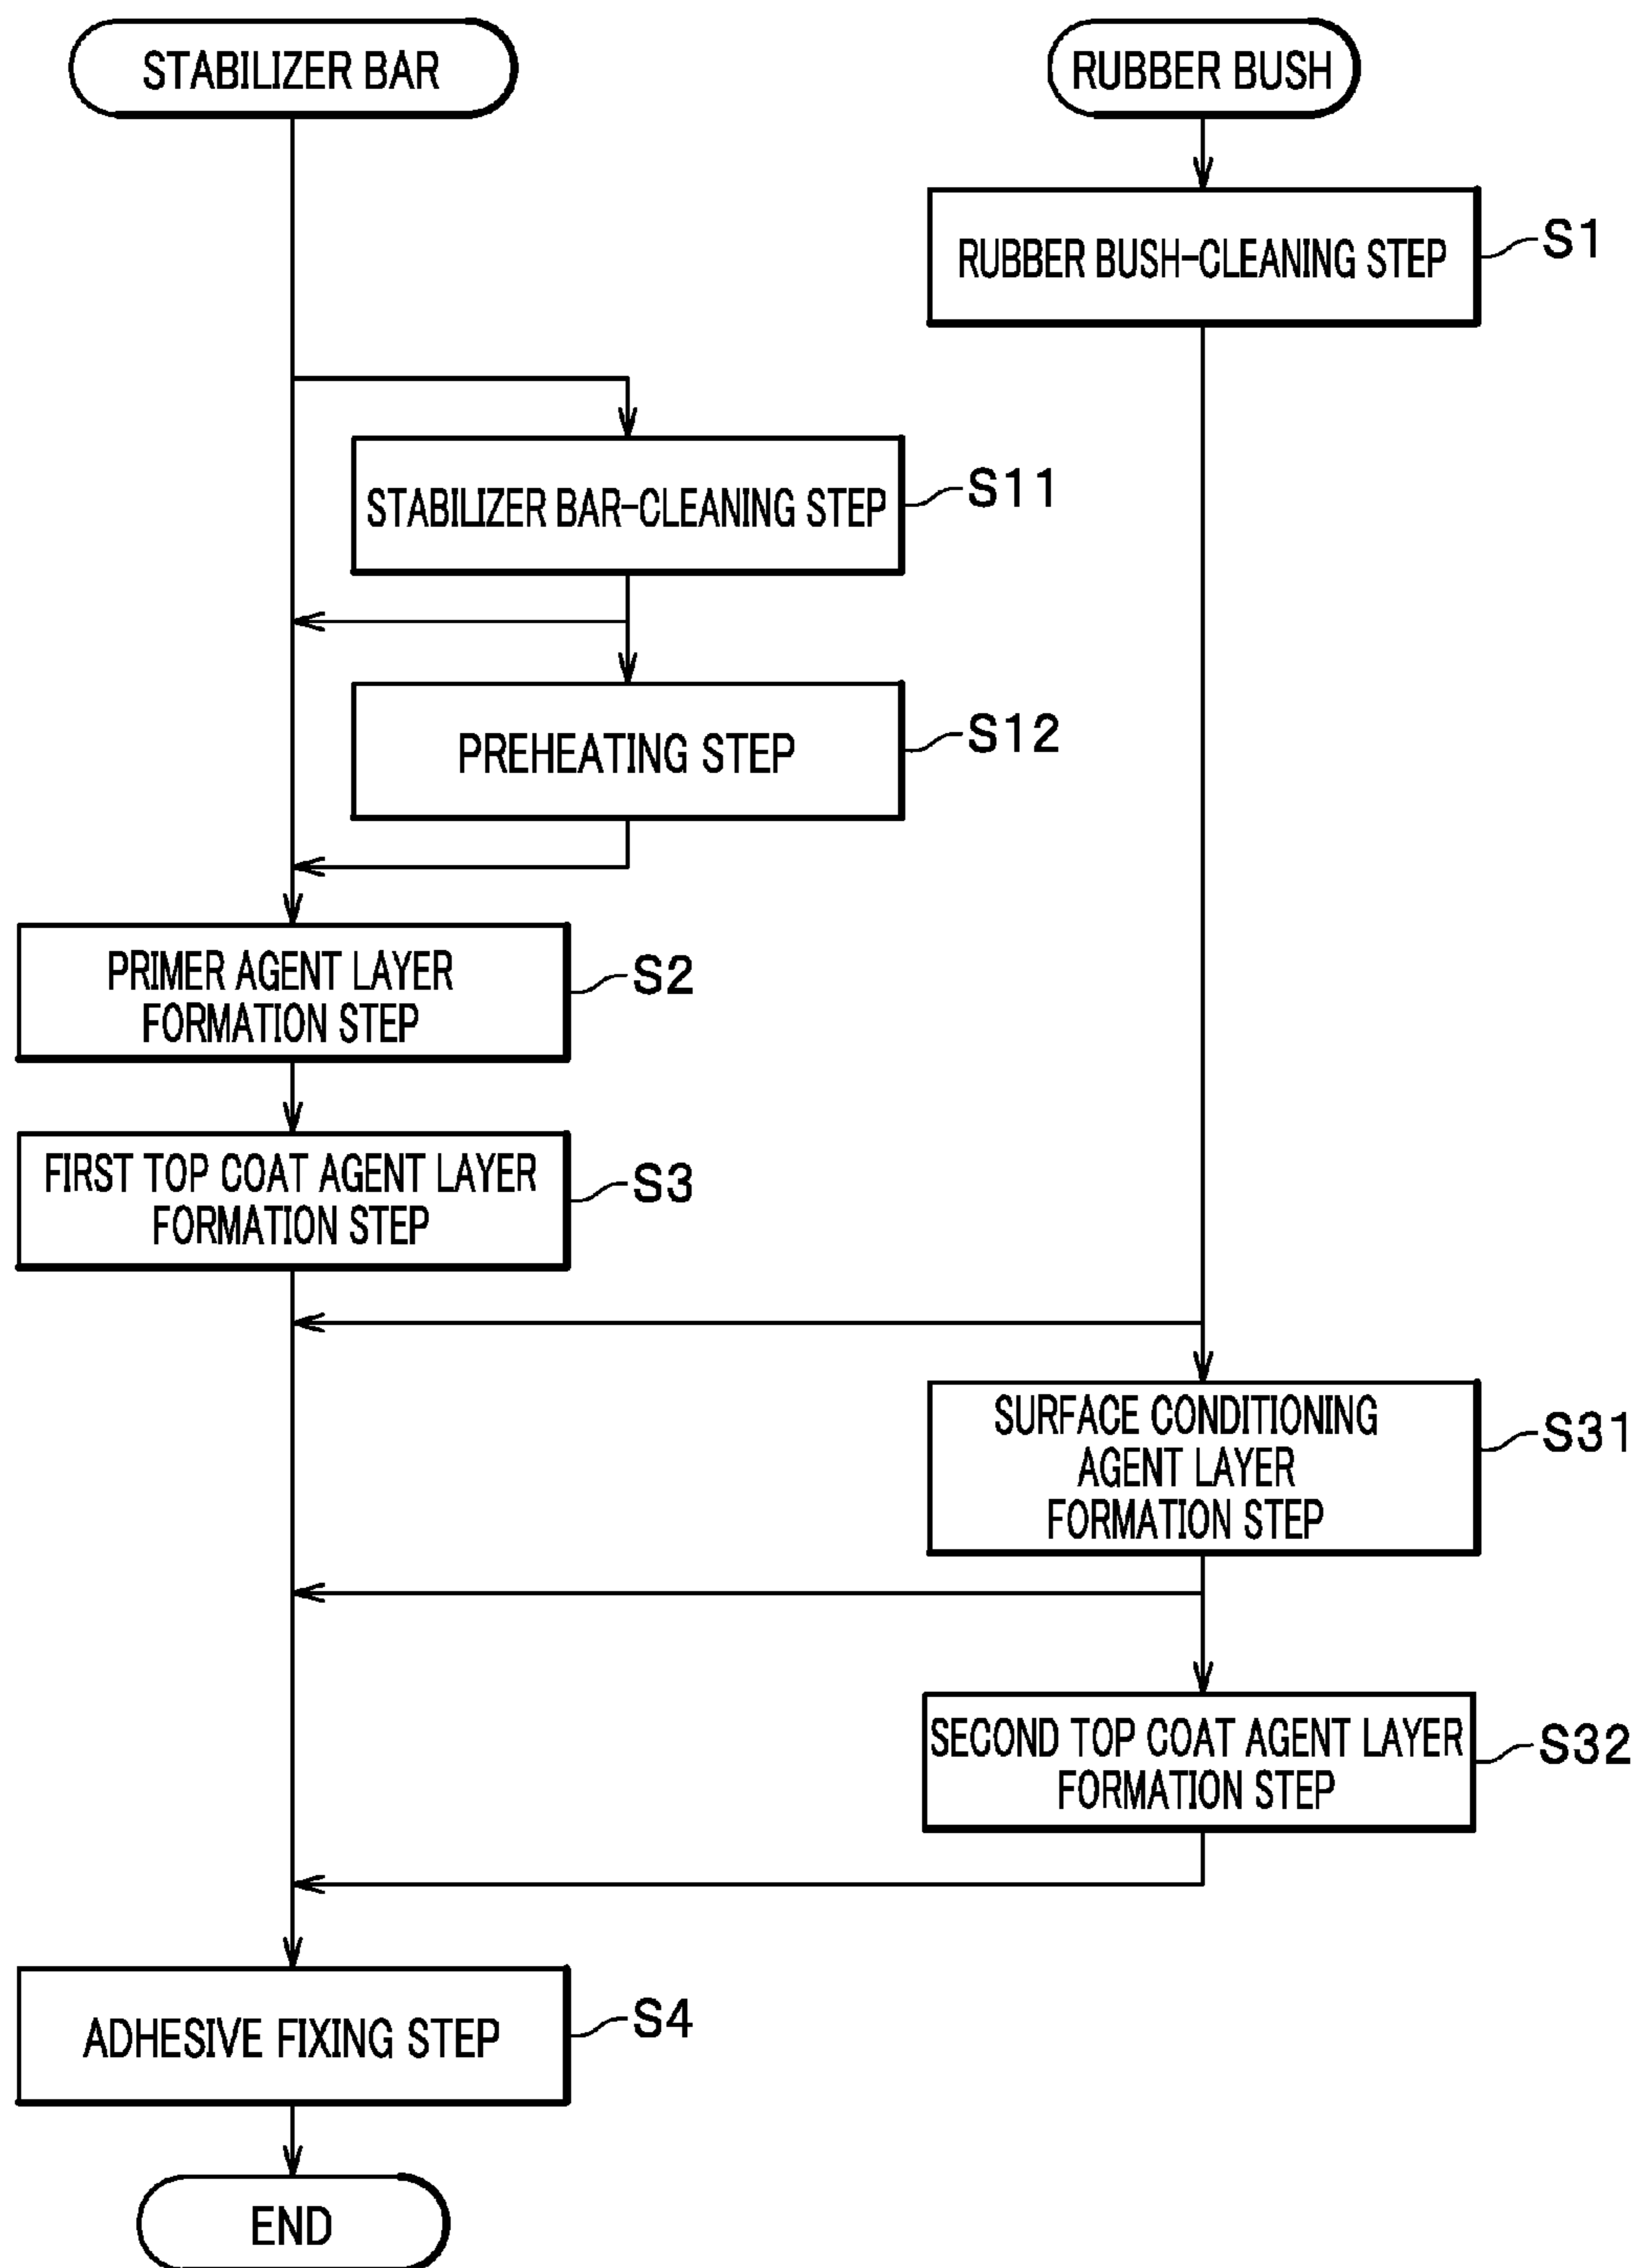 STABILIZER BAR
RUBBER BUSH
RUBBER BUSH-CLEANING STEP
S1
STABILIZER BAR-CLEANING STEP
S11
PREHEATING STEP
S12
PRIMER AGENT LAYER
FORMATION STEP
S2
FIRST TOP COAT AGENT LAYER
FORMATION STEP
S3
SURFACE CONDITIONING
AGENT LAYER
FORMATION STEP
S31
SECOND TOP COAT AGENT LAYER
FORMATION STEP
S32
ADHESIVE FIXING STEP
S4
END